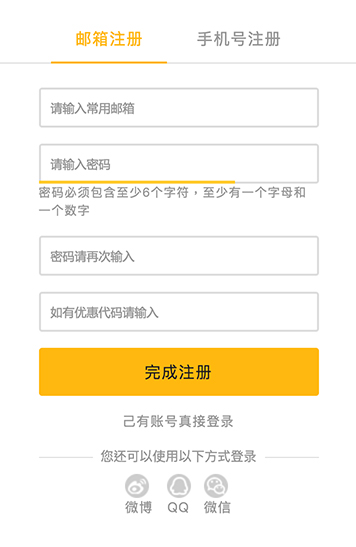 邮箱注册 手机号注册
请输入常用邮箱
请输入密码
密码必须包含至少6个字符，至少有一个字母和
一个数字
密码请再次输入
如有优惠代码请输入
完成注册
己有账号真接登录
您还可以使用以下方式登录
微博 QQ 微信